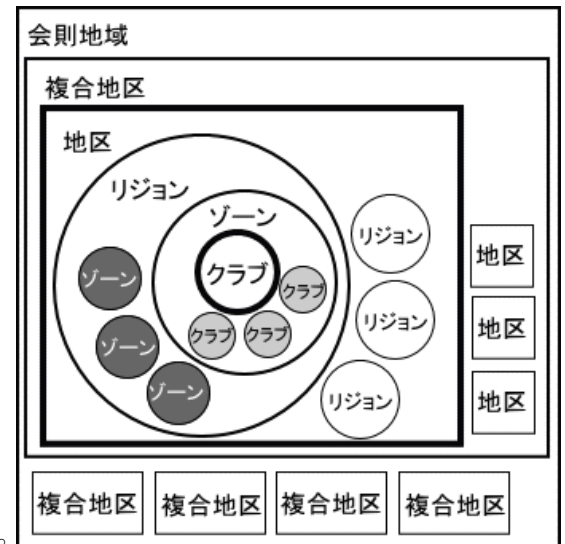 会則地域
複合地区
地区
リジョン
ゾーン
クラブ
クラブ
クラブ
クラブ
ゾーン
ゾーン
ゾーン
リジョン
リジョン
リジョン
地区
地区
地区
複合地区
複合地区
複合地区
複合地区